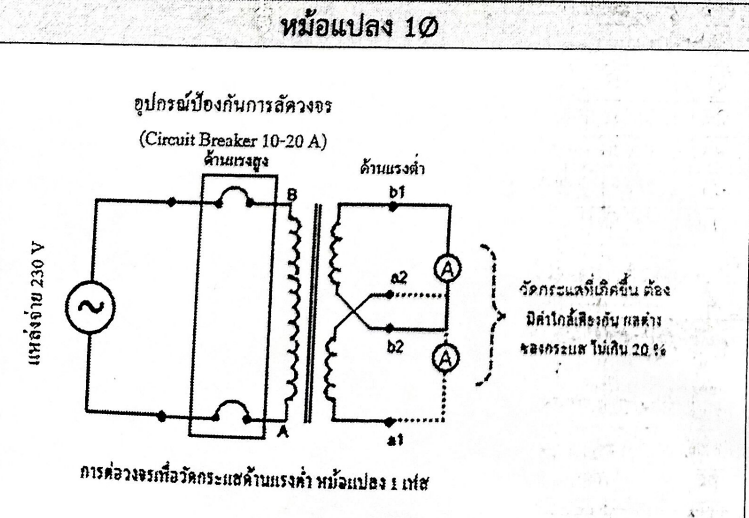 หม้อแปลง 1Ø
อุปกรณ์ป้องกันการลัดวงจร
(Circuit Breaker 10-20 A)
ด้านแรงสูง
ด้านแรงต่ำ
แหล่งจ่าย 230 V
B
A
b1
a2
b2
a1
A
A
วัดกระแสที่เกิดขึ้น ต้อง
มีค่าใกล้เคียงกัน ผลต่าง
ของกระแส ไม่เกิน 20 %
การต่อวงจรเพื่อวัดกระแสด้านแรงต่ำ หม้อแปลง 1 เฟส